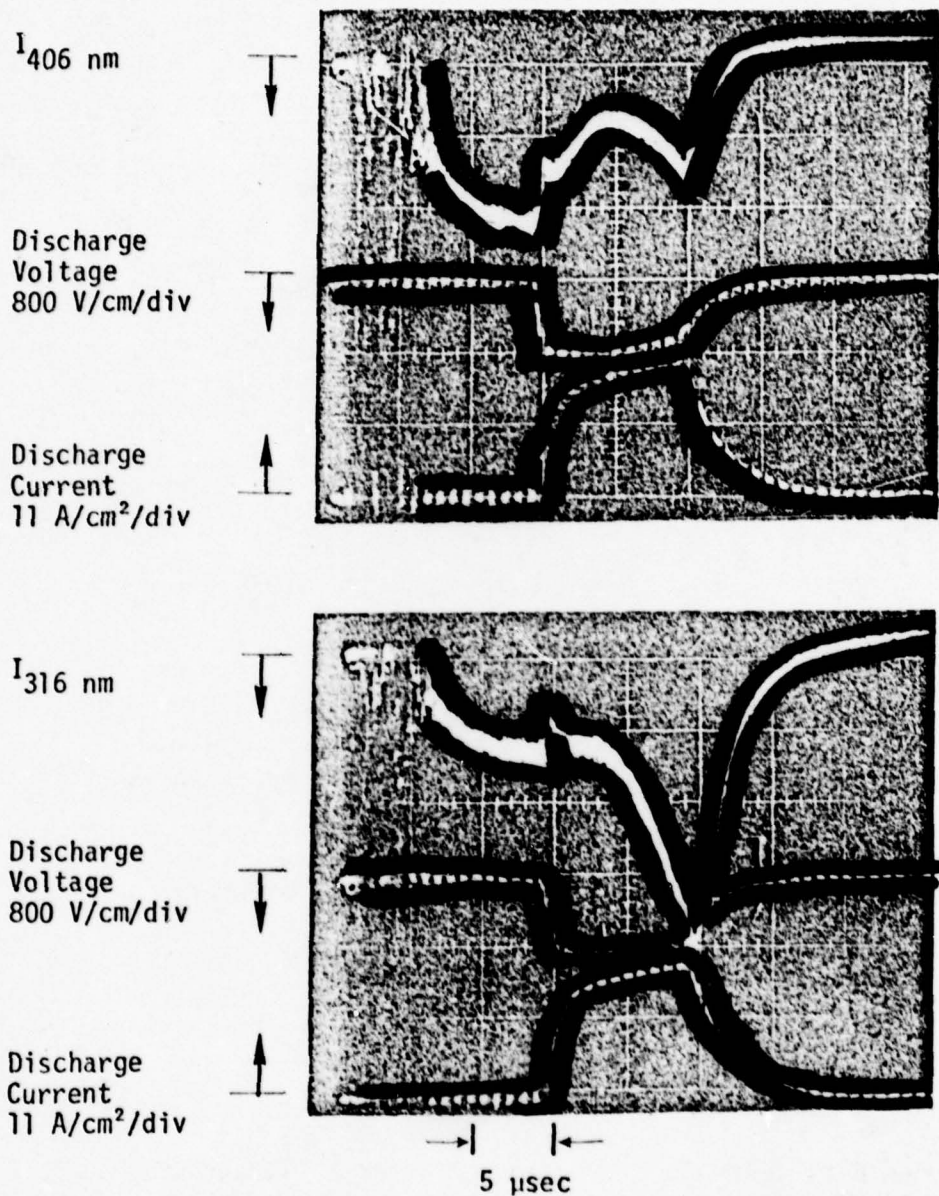 I406 nm
Discharge
Voltage
800 V/cm/div
Discharge
Current
11 A/cm²/div
I316 nm
Discharge
Voltage
800 V/cm/div
Discharge
Current
11 A/cm²/div
5 μsec